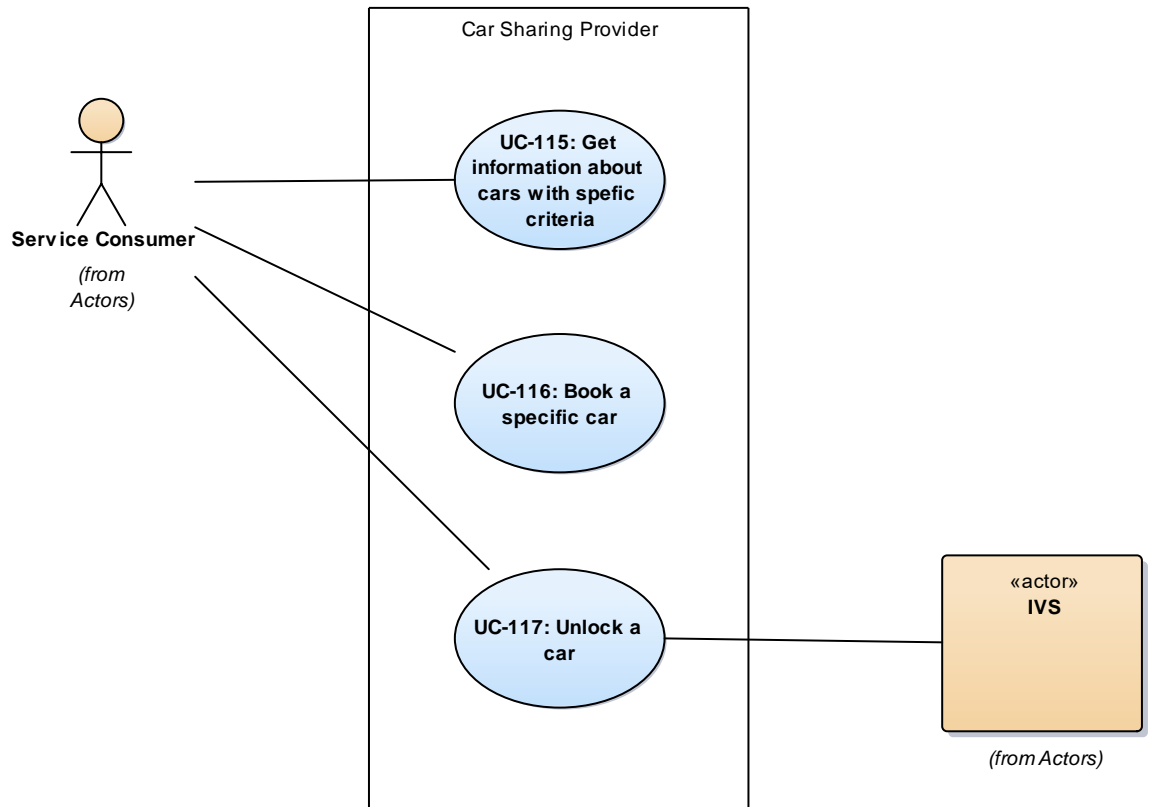 Car Sharing Provider
UC-115: Get
information about
cars with spefic
criteria
Service Consumer
(from
Actors)
UC-116: Book a
specific car
UC-117: Unlock a
car
«actor»
IVS
(from Actors)